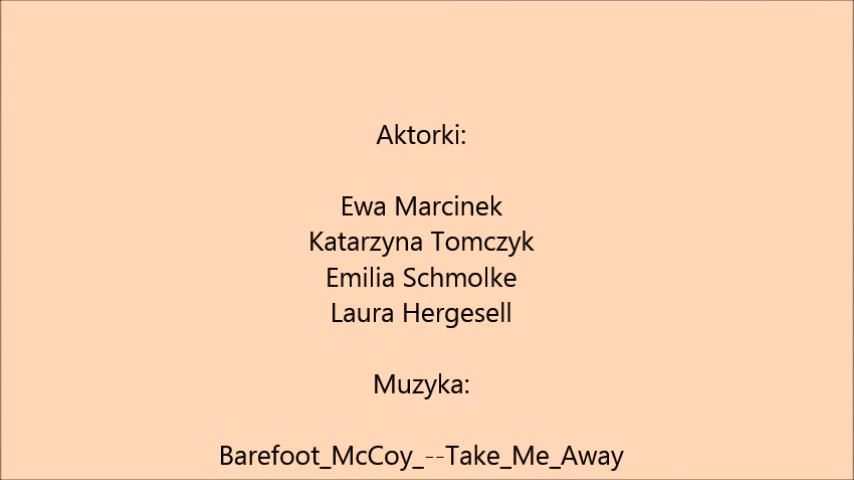 Aktorki:
Ewa Marcinek
Katarzyna Tomczyk
Emilia Schmolke
Laura Hergesell
Muzyka:
Barefoot_McCoy_--Take_Me_Away